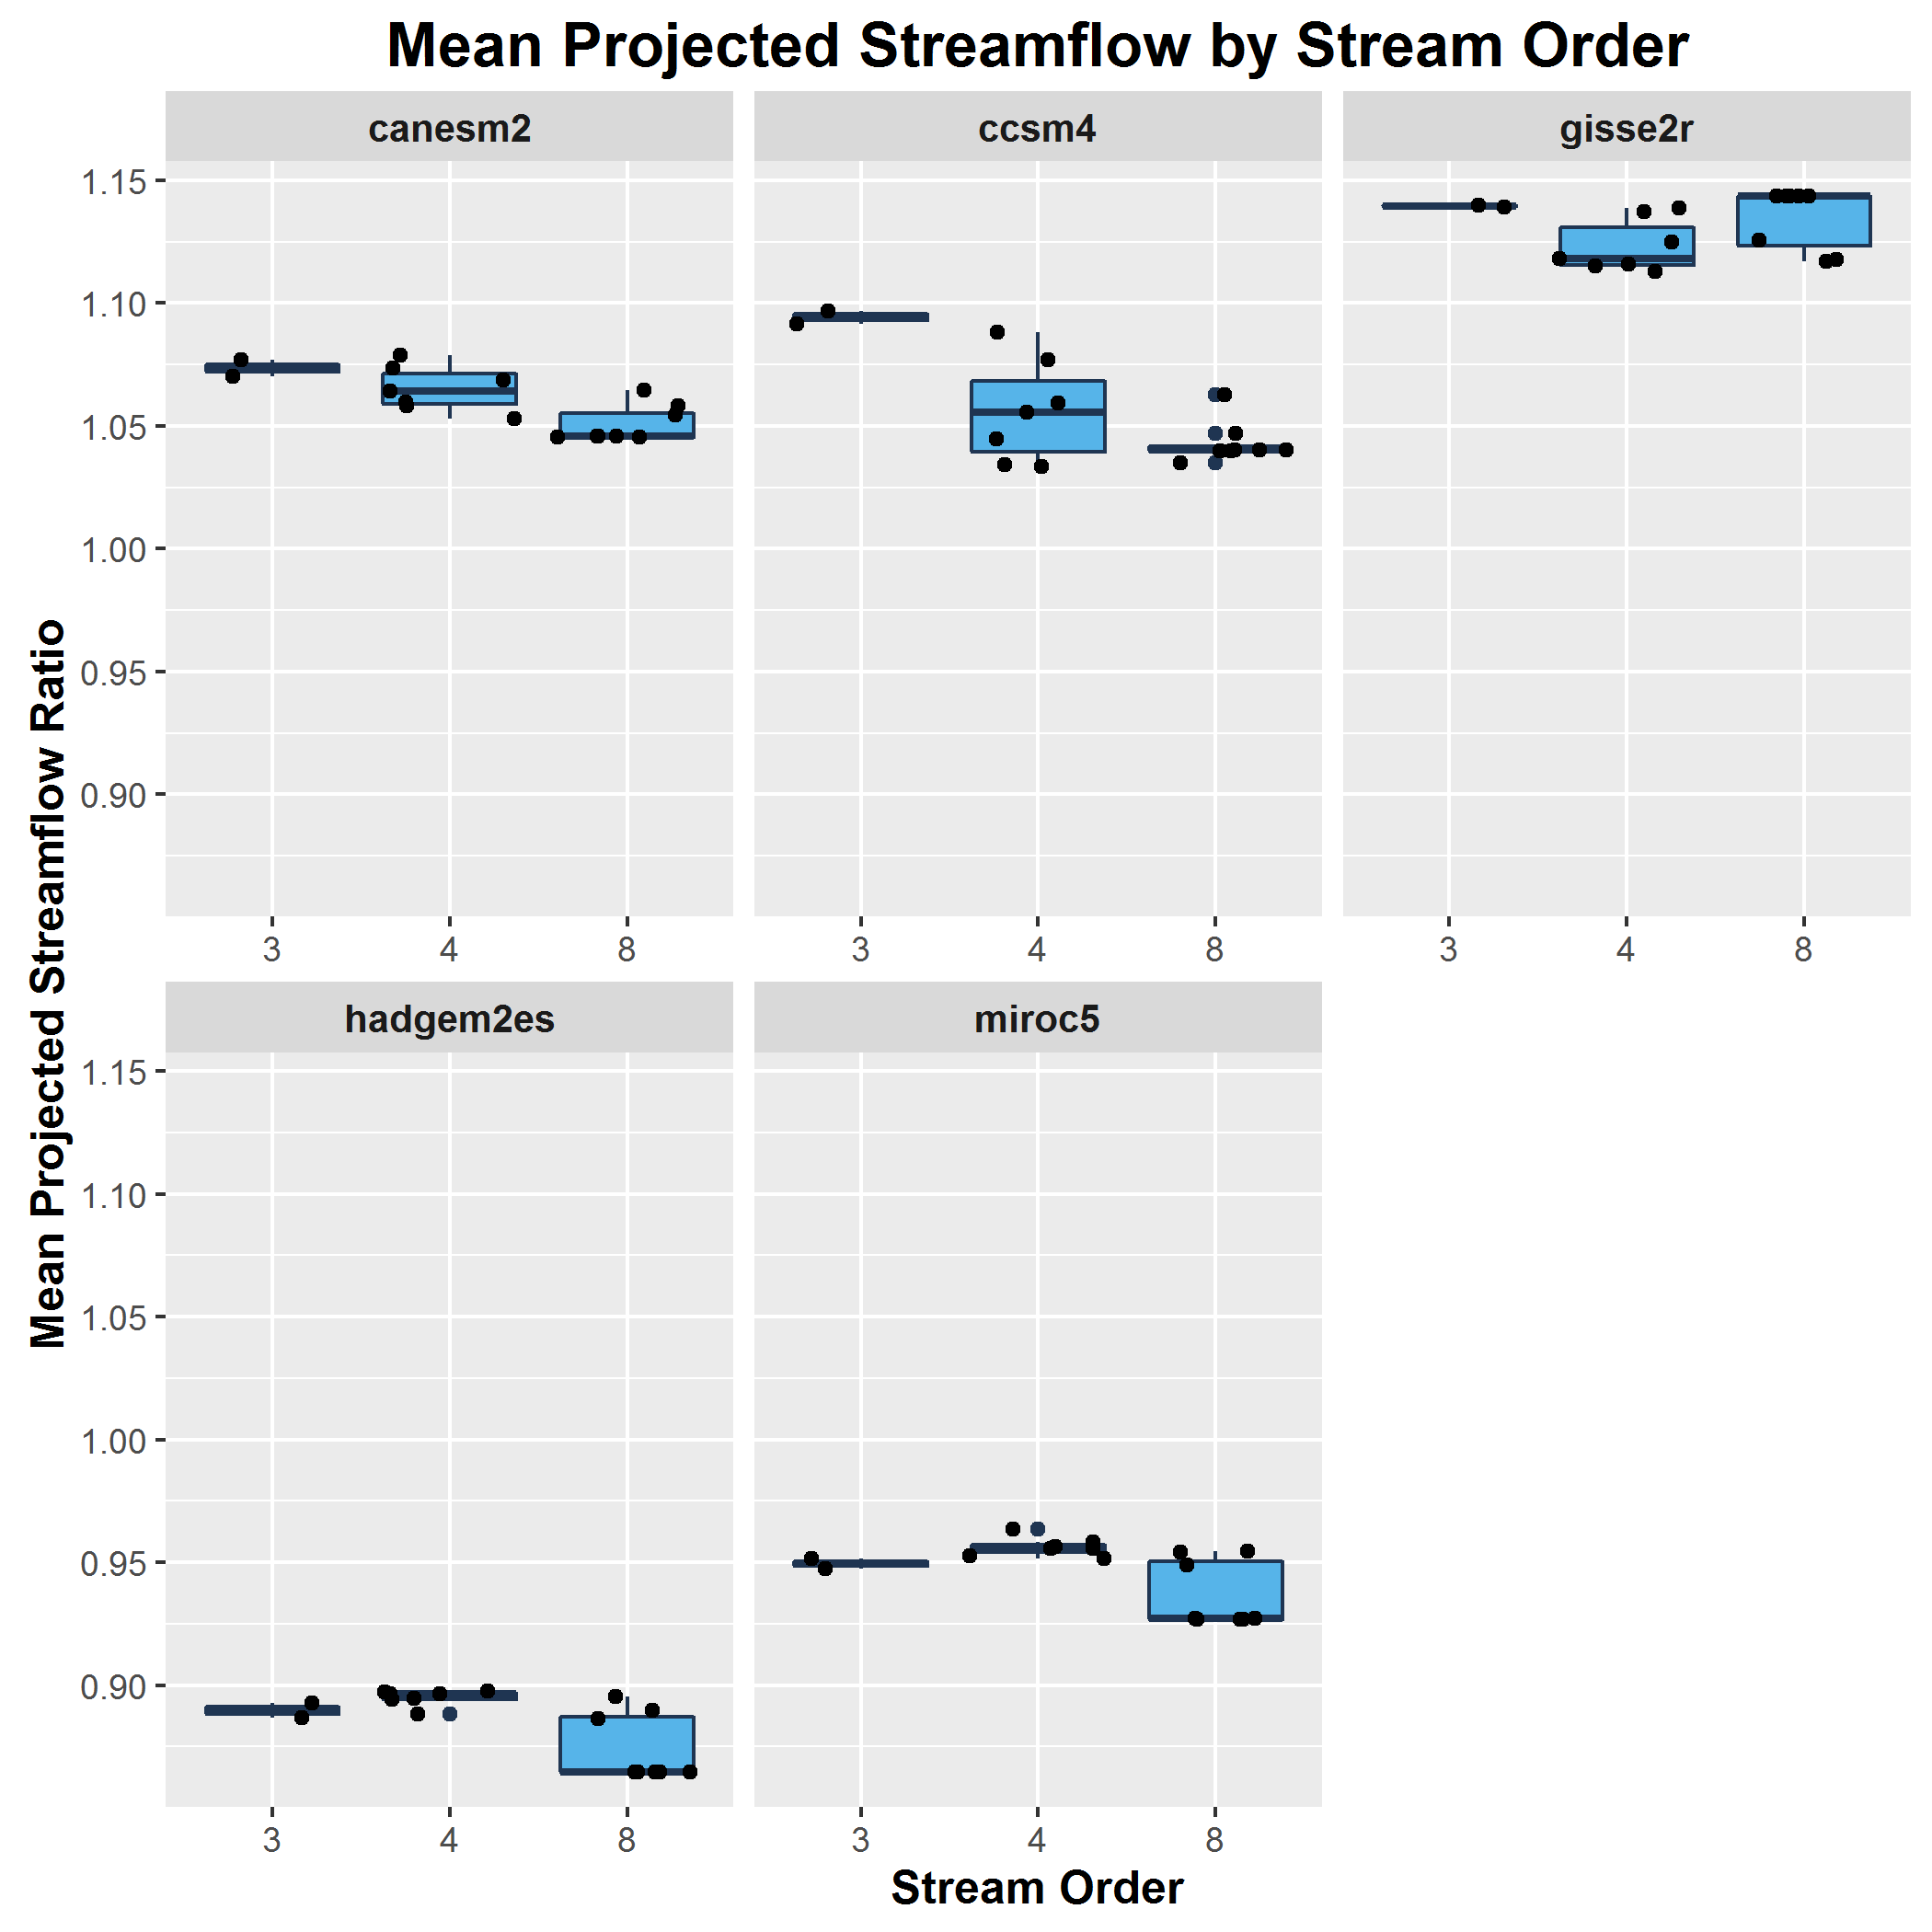 Mean Projected Streamflow by Stream Order
canesm2
ccsm4
gisse2r
1.15
1.10
1.05
1.00
0.95
0.90
3 4 8
3 4 8
3 4 8
Mean Projected Streamflow Ratio
hadgem2es
miroc5
1.15
1.10
1.05
1.00
0.95
0.90
3 4 8
3 4 8
Stream Order